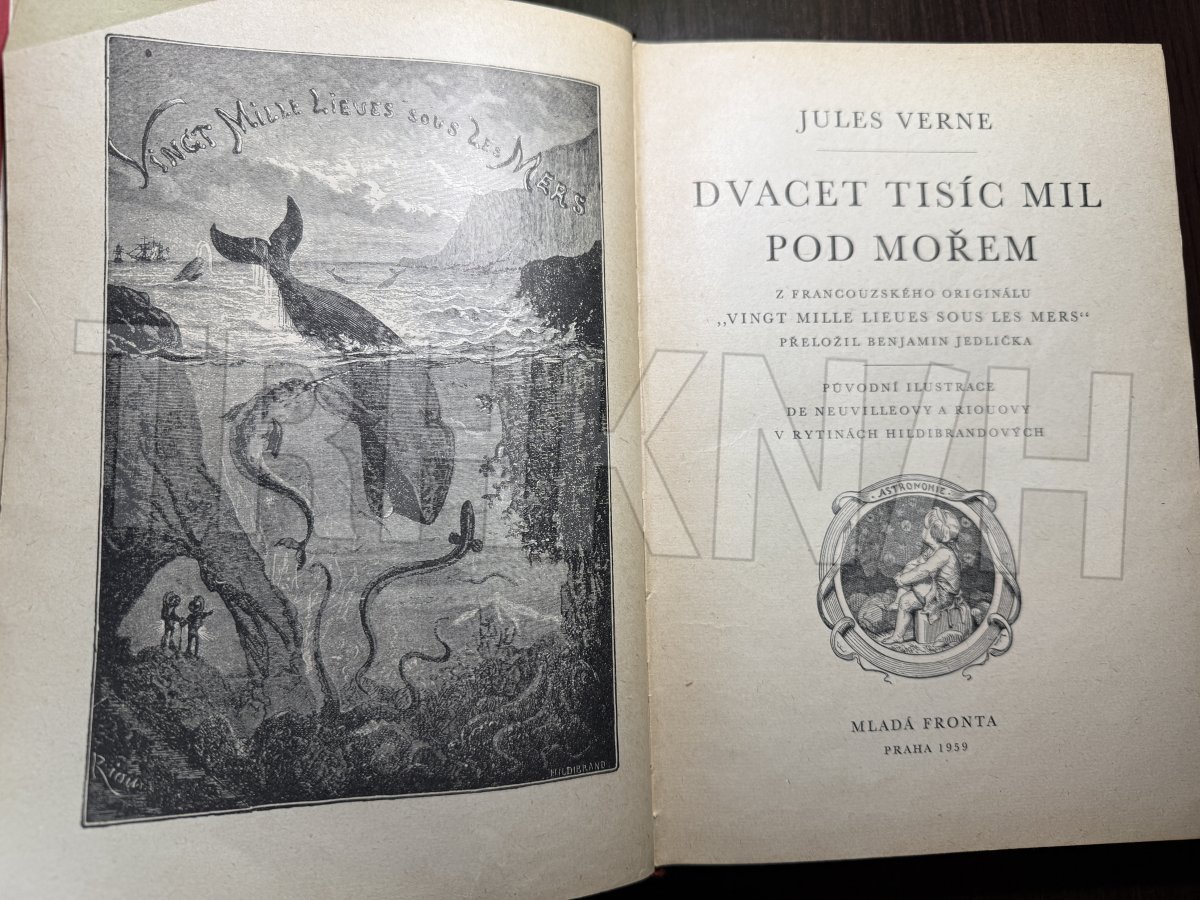 VINGT MILLE LIEUES SOUS LES MERS
Riou
HILDIBRAND
JULES VERNE
DVACET TISÍC MIL
POD MOŘEM
Z FRANCOUZSKÉHO ORIGINÁLU
„VINGT MILLE LIEUES SOUS LES MERS“
PŘELOŽIL BENJAMIN JEDLIČKA
PŮVODNÍ ILUSTRACE
DE NEUVILLEOVY A RIOUOVY
V RYTINÁCH HILDIBRANDOVÝCH
·ASTRONOMIE·
MLADÁ FRONTA
PRAHA 1959